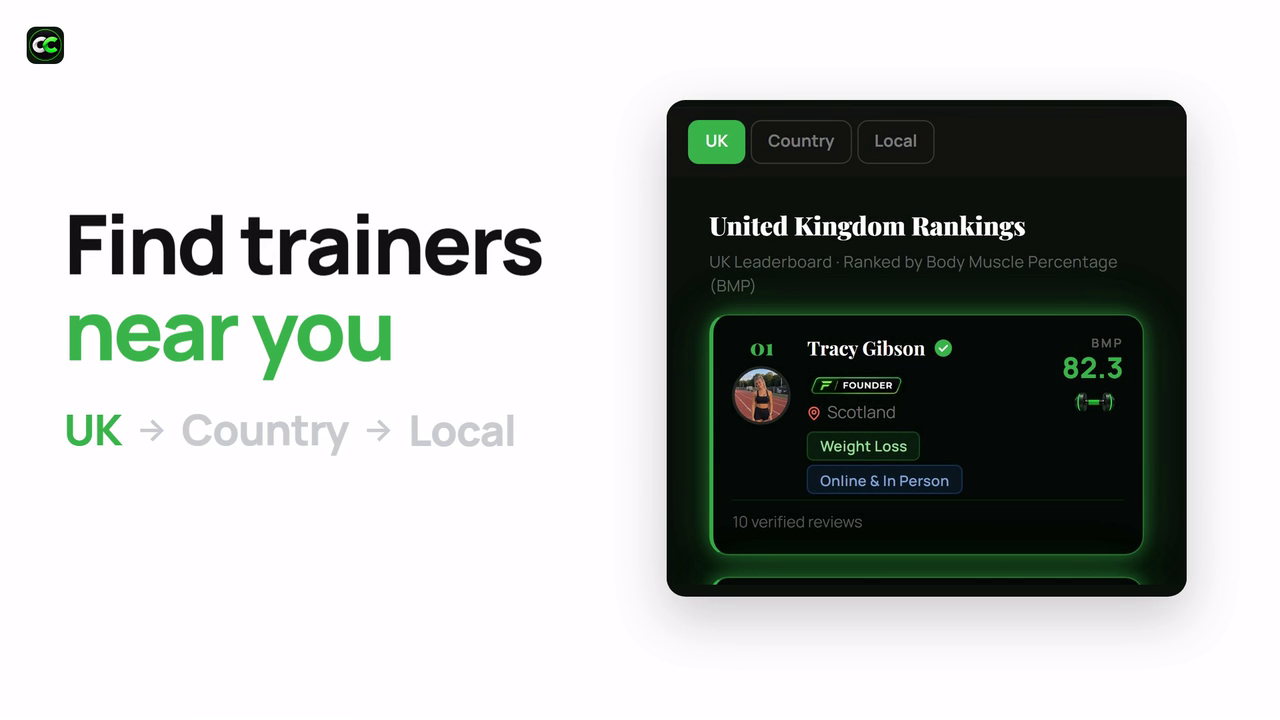 CC
Find trainers
near you
UK → Country → Local
UK Country Local
United Kingdom Rankings
UK Leaderboard · Ranked by Body Muscle Percentage
(BMP)
01
Tracy Gibson
FOUNDER
Scotland
Weight Loss
Online & In Person
BMP
82.3
10 verified reviews